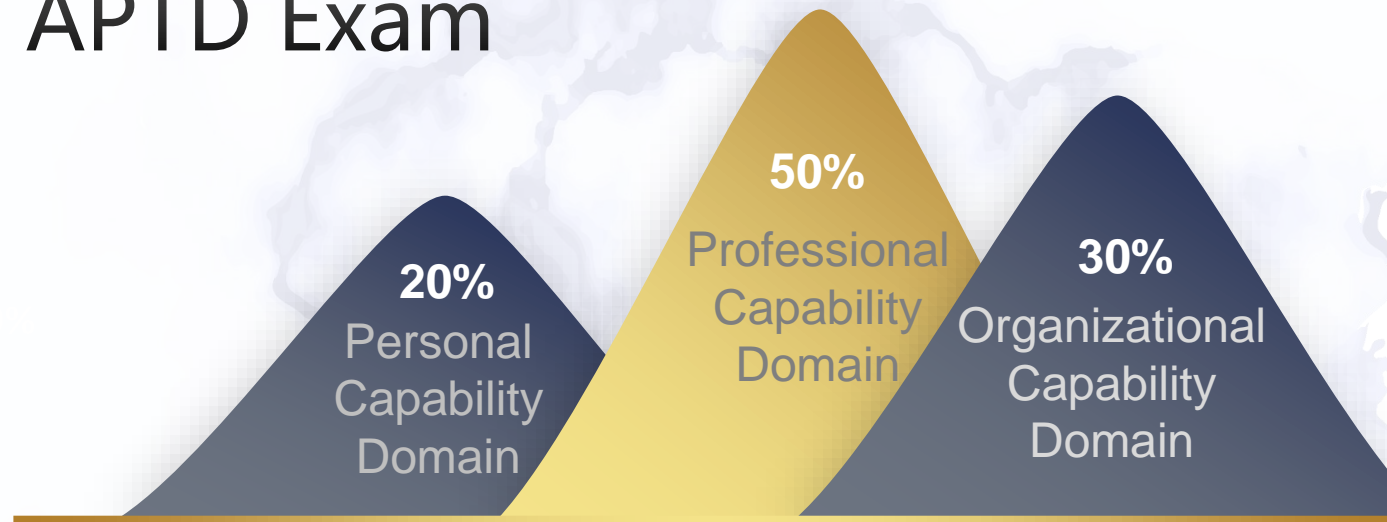 APTD Exam
20%
Personal
Capability
Domain
50%
Professional
Capability
Domain
30%
Organizational
Capability
Domain